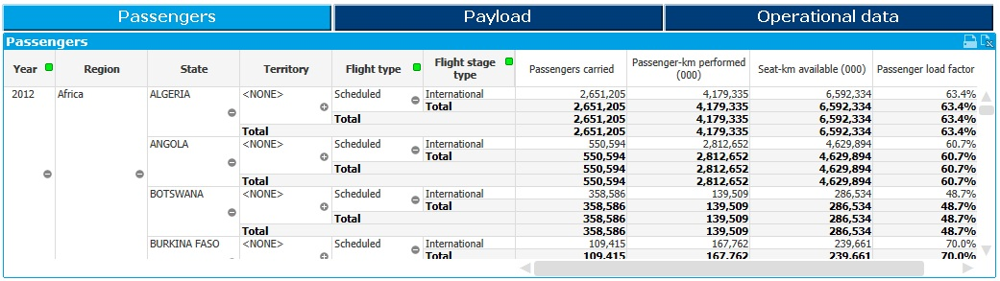 Passengers Payload Operational data
Passengers
Year Region State Territory Flight type Flight stage type Passengers carried Passenger-km performed (000) Seat-km available (000) Passenger load factor
2012 Africa ALGERIA <NONE> Scheduled International 2,651,205 4,179,335 6,592,334 63.4%
Total 2,651,205 4,179,335 6,592,334 63.4%
Total 2,651,205 4,179,335 6,592,334 63.4%
Total 2,651,205 4,179,335 6,592,334 63.4%
ANGOLA <NONE> Scheduled International 550,594 2,812,652 4,629,894 60.7%
Total 550,594 2,812,652 4,629,894 60.7%
Total 550,594 2,812,652 4,629,894 60.7%
Total 550,594 2,812,652 4,629,894 60.7%
BOTSWANA <NONE> Scheduled International 358,586 139,509 286,534 48.7%
Total 358,586 139,509 286,534 48.7%
Total 358,586 139,509 286,534 48.7%
Total 358,586 139,509 286,534 48.7%
BURKINA FASO <NONE> Scheduled International 109,415 167,762 239,661 70.0%
Total 109,415 167,762 239,661 70.0%